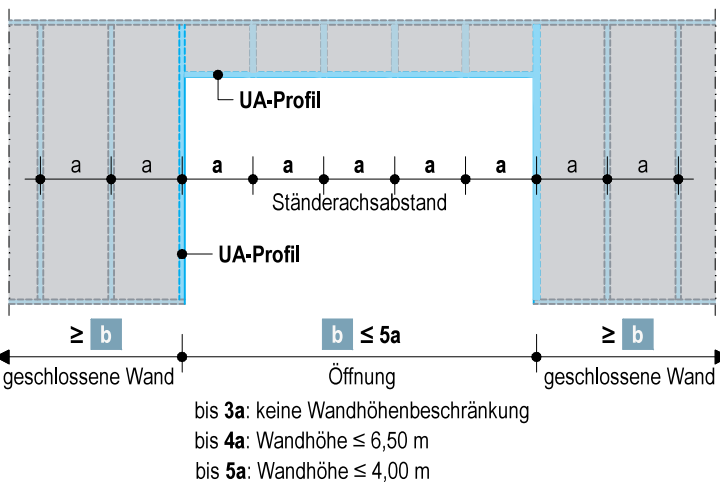 UA-Profil
a a a a a a a a a
Ständerachsabstand
UA-Profil
≥ b b ≤ 5a ≥ b
geschlossene Wand Öffnung geschlossene Wand
bis 3a: keine Wandhöhenbeschränkung
bis 4a: Wandhöhe ≤ 6,50 m
bis 5a: Wandhöhe ≤ 4,00 m